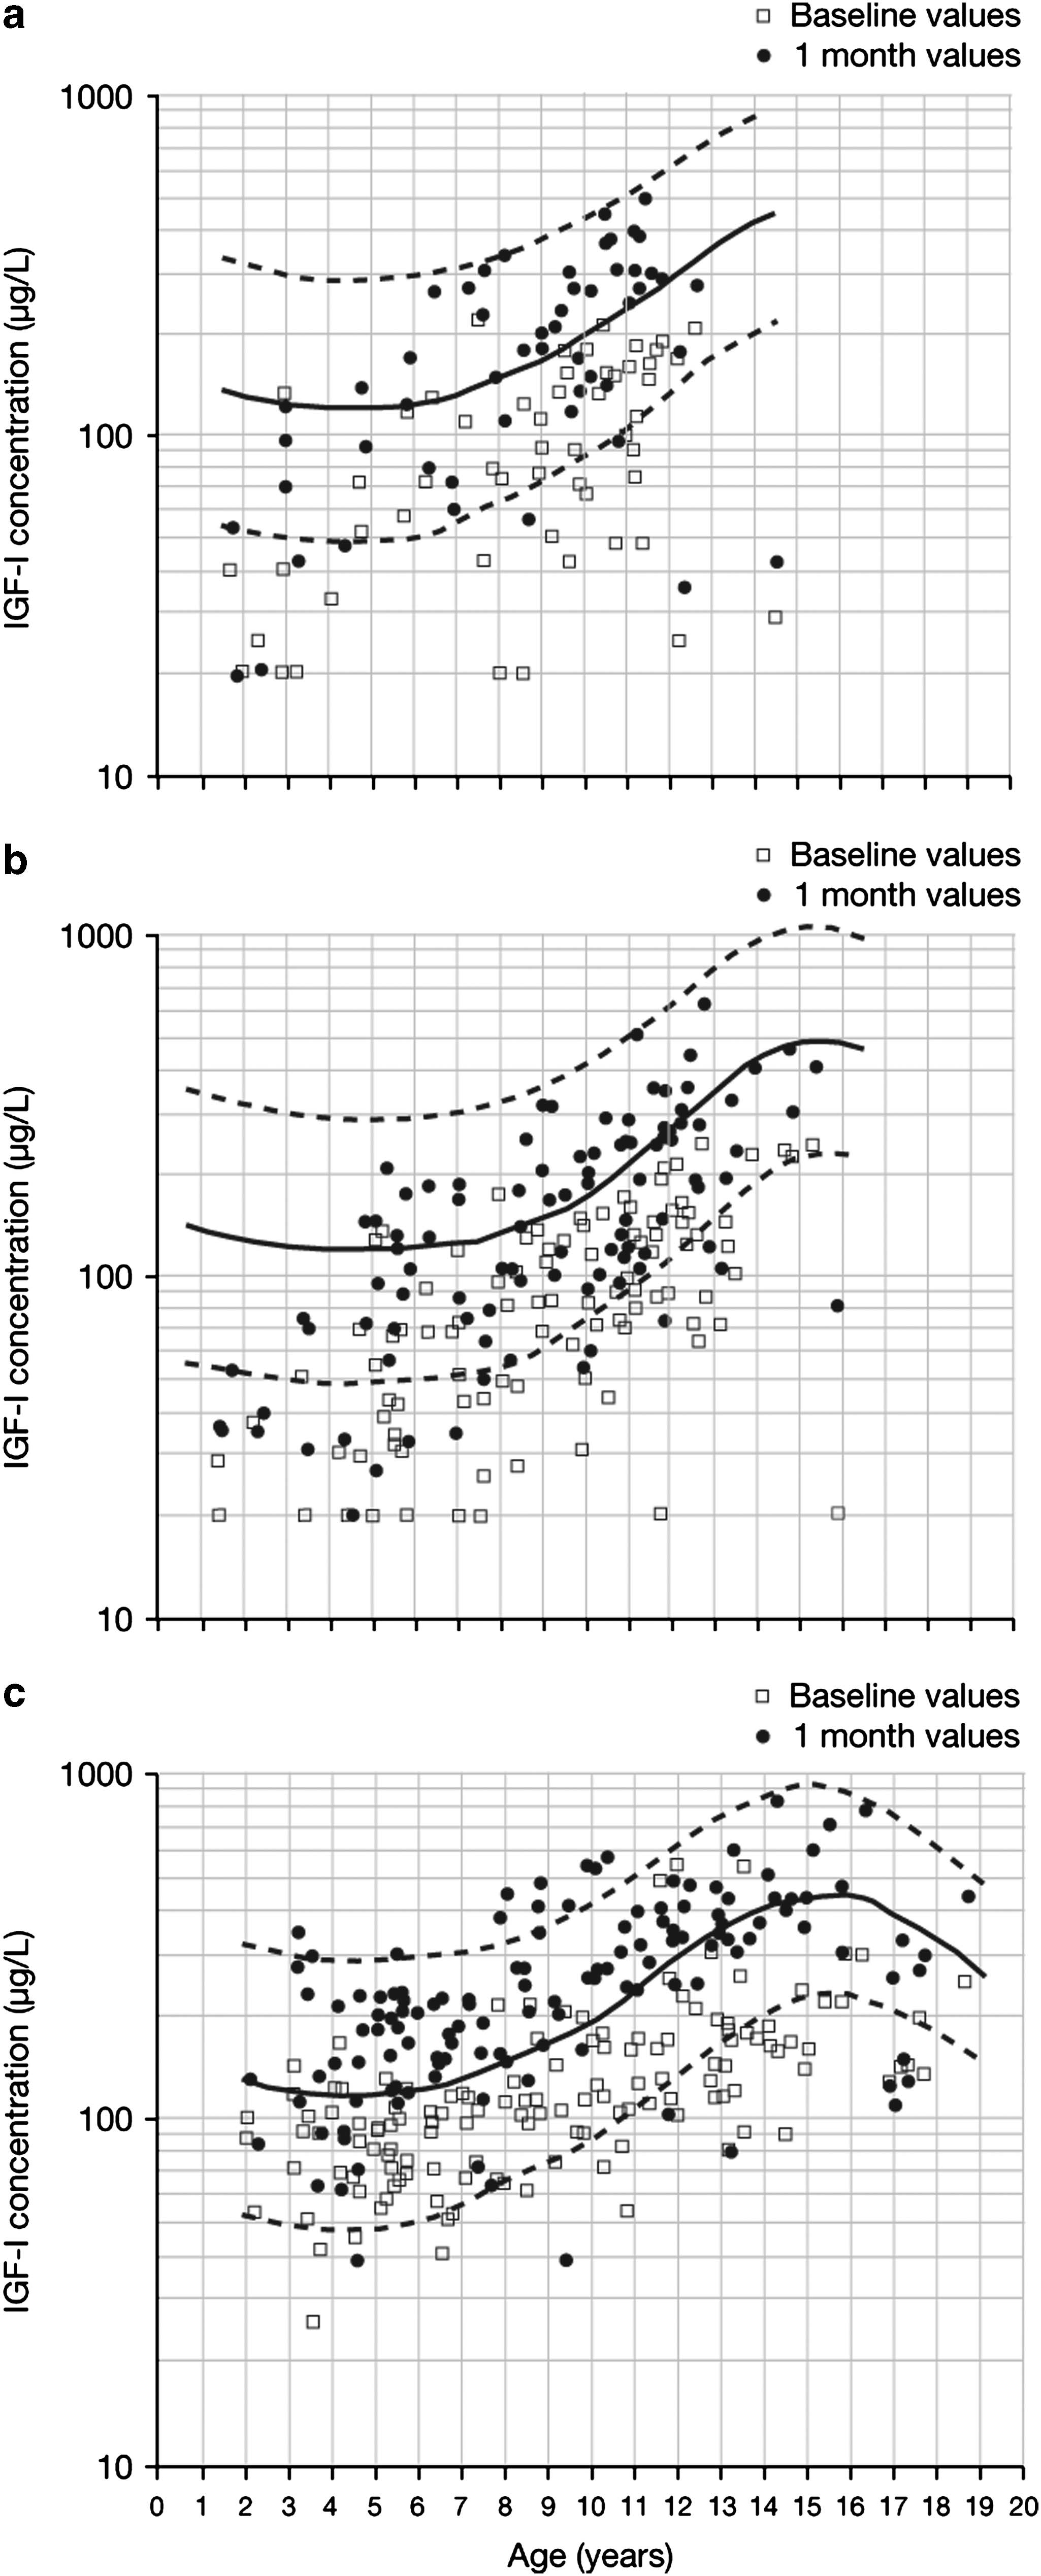 a
Baseline values
1 month values
1000
100
10
IGF-I concentration (µg/L)
b
Baseline values
1 month values
1000
100
10
IGF-I concentration (µg/L)
c
Baseline values
1 month values
1000
100
10
IGF-I concentration (µg/L)
0 1 2 3 4 5 6 7 8 9 10 11 12 13 14 15 16 17 18 19 20
Age (years)